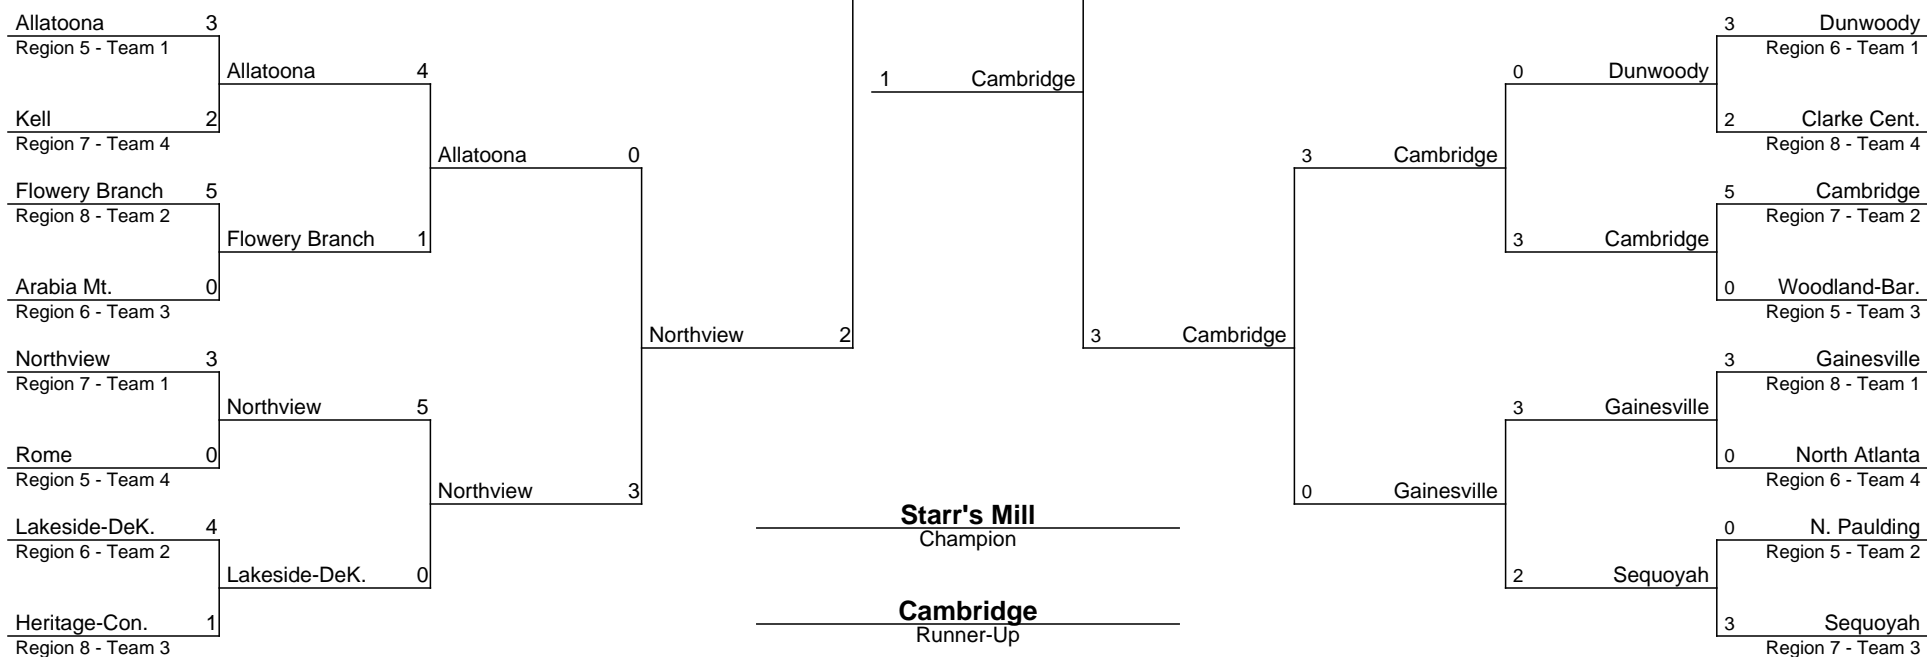 Allatoona 3
Region 5 - Team 1
Allatoona 4
Kell 2
Region 7 - Team 4
Allatoona 0
Flowery Branch 5
Region 8 - Team 2
Flowery Branch 1
Arabia Mt. 0
Region 6 - Team 3
Northview 2
Northview 3
Region 7 - Team 1
Northview 5
Rome 0
Region 5 - Team 4
Northview 3
Lakeside-DeK. 4
Region 6 - Team 2
Lakeside-DeK. 0
Heritage-Con. 1
Region 8 - Team 3
1 Cambridge
3 Cambridge
Starr's Mill
Champion
Cambridge
Runner-Up
3 Dunwoody
Region 6 - Team 1
0 Dunwoody
2 Clarke Cent.
Region 8 - Team 4
3 Cambridge
5 Cambridge
Region 7 - Team 2
3 Cambridge
0 Woodland-Bar.
Region 5 - Team 3
3 Gainesville
Region 8 - Team 1
3 Gainesville
0 North Atlanta
Region 6 - Team 4
0 Gainesville
0 N. Paulding
Region 5 - Team 2
2 Sequoyah
3 Sequoyah
Region 7 - Team 3